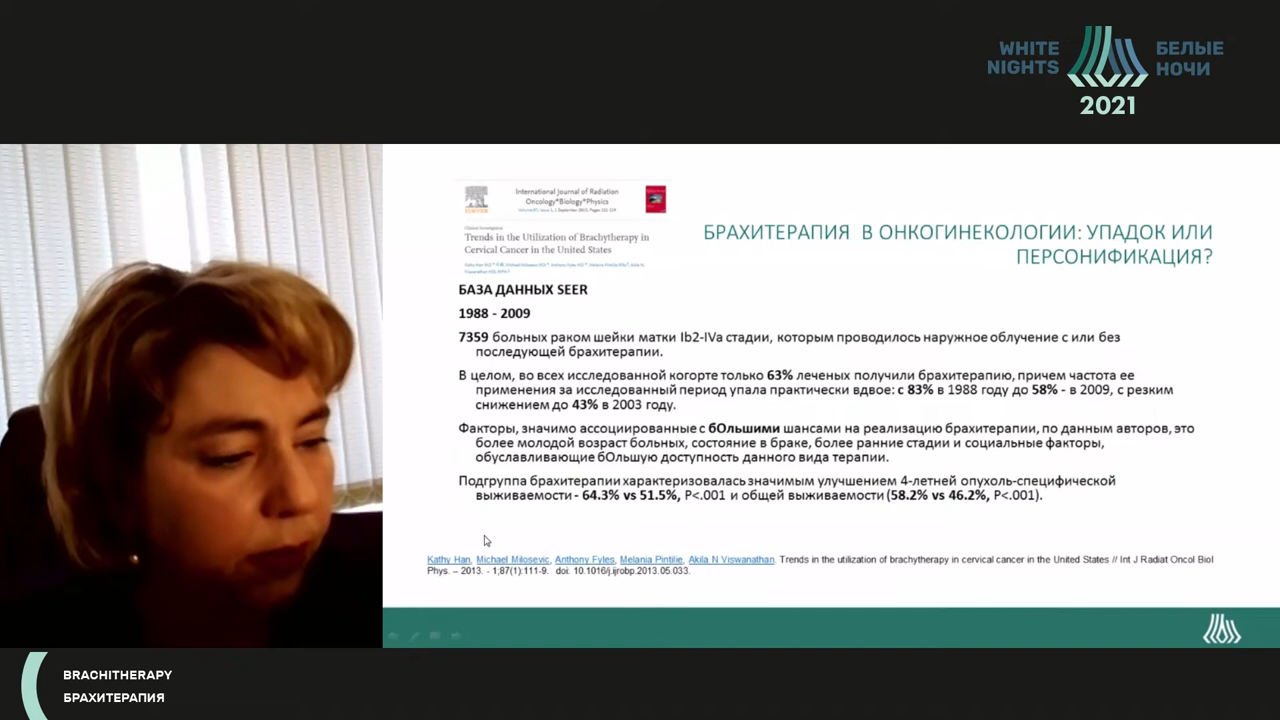 WHITE NIGHTS
БЕЛЫЕ НОЧИ
2021
ELSEVIER
International Journal of Radiation
Oncology*Biology*Physics
Clinical Investigation
Trends in the Utilization of Brachytherapy in
Cervical Cancer in the United States
БРАХИТЕРАПИЯ В ОНКОГИНЕКОЛОГИИ: УПАДОК ИЛИ
ПЕРСОНИФИКАЦИЯ?
БАЗА ДАННЫХ SEER
1988 - 2009
7359 больных раком шейки матки Ib2-IVa стадии, которым проводилось наружное облучение с или без
последующей брахитерапии.
В целом, во всех исследованной когорте только 63% леченых получили брахитерапию, причем частота ее
применения за исследованный период упала практически вдвое: с 83% в 1988 году до 58% - в 2009, с резким
снижением до 43% в 2003 году.
Факторы, значимо ассоциированные с бОльшими шансами на реализацию брахитерапии, по данным авторов, это
более молодой возраст больных, состояние в браке, более ранние стадии и социальные факторы,
обуславливающие бОльшую доступность данного вида терапии.
Подгруппа брахитерапии характеризовалась значимым улучшением 4-летней опухоль-специфической
выживаемости - 64.3% vs 51.5%, P<.001 и общей выживаемости (58.2% vs 46.2%, P<.001).
Kathy Han, Michael Milosevic, Anthony Fyles, Melania Pintilie, Akila N Viswanathan. Trends in the utilization of brachytherapy in cervical cancer in the United States // Int J Radiat Oncol Biol
Phys. – 2013. - 1;87(1):111-9. doi: 10.1016/j.ijrobp.2013.05.033.
BRACHITHERAPY
БРАХИТЕРАПИЯ